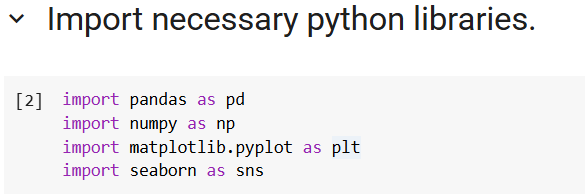 Import necessary python libraries.
[2] import pandas as pd
import numpy as np
import matplotlib.pyplot as plt
import seaborn as sns